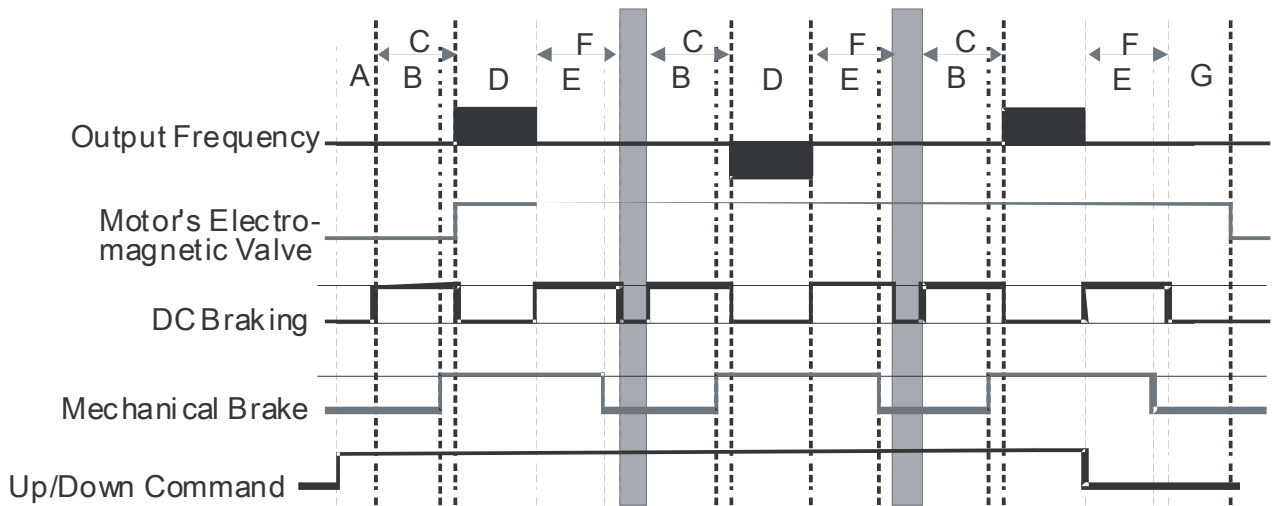 C F C F C F
A B D E B D E B E G
Output Frequency
Motor's Electro-
magnetic Valve
DC Braking
Mechanical Brake
Up/Down Command